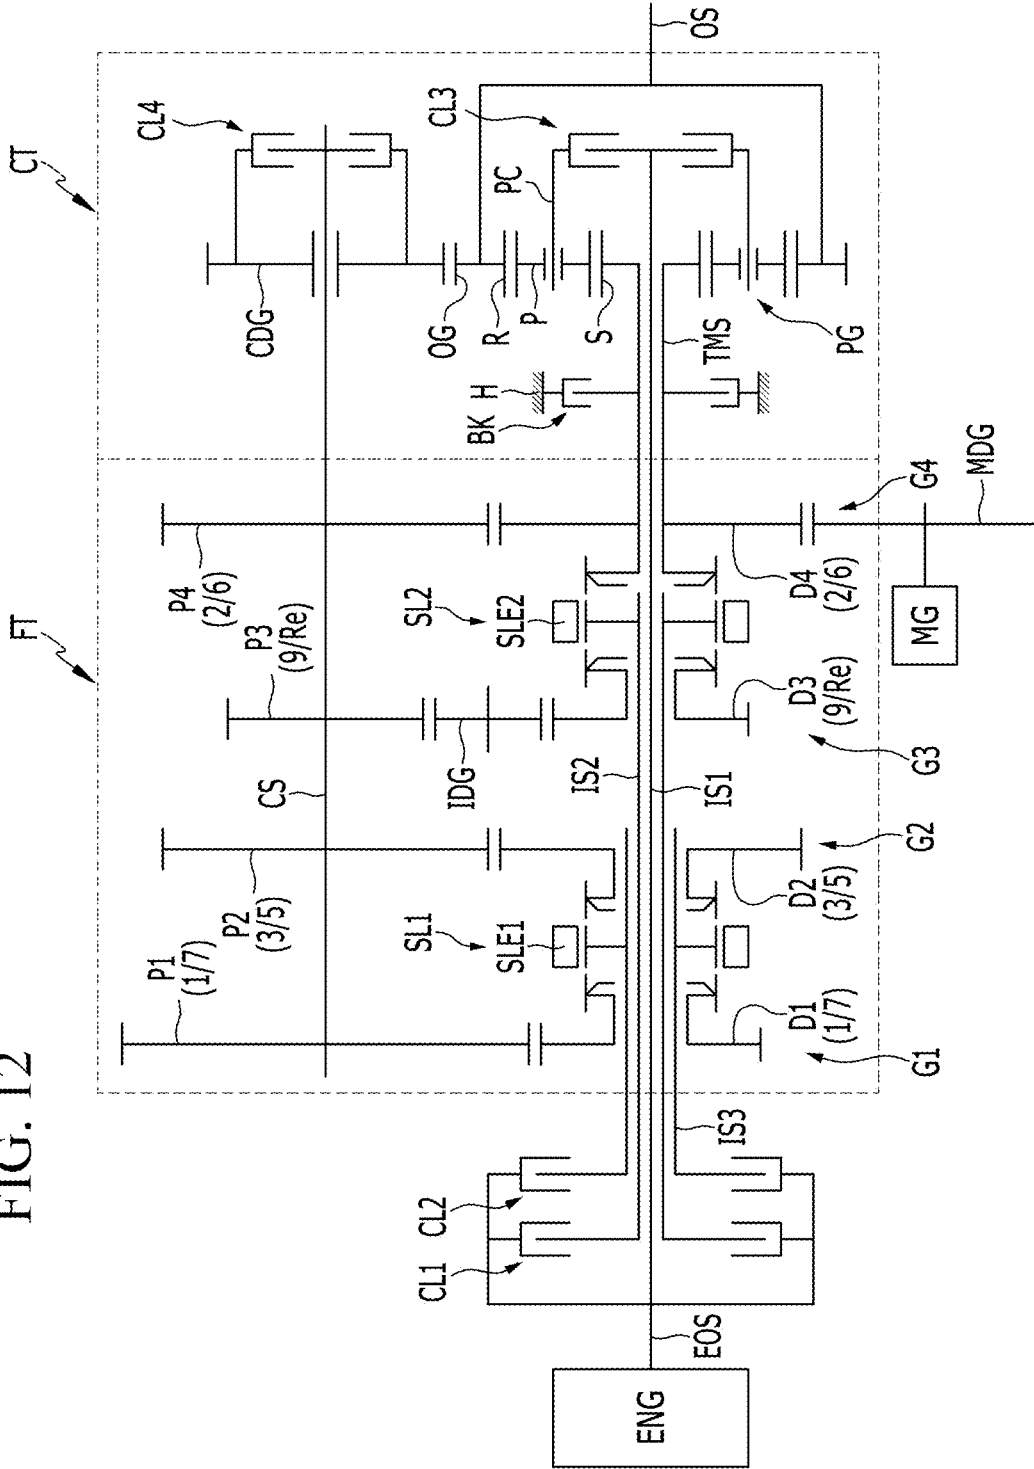 FIG. 12
FT
CT
P1
(1/7)
P2
(3/5)
CS
P3
(9/Re)
P4
(2/6)
CDG
CL4
SL1
SLE1
IDG
SL2
SLE2
BK
H
OG
R
P
S
PC
CL3
OS
CL1
CL2
ENG
EOS
IS3
IS2
IS1
TMS
PG
D1
(1/7)
D2
(3/5)
D3
(9/Re)
D4
(2/6)
G1
G2
G3
G4
MG
MDG